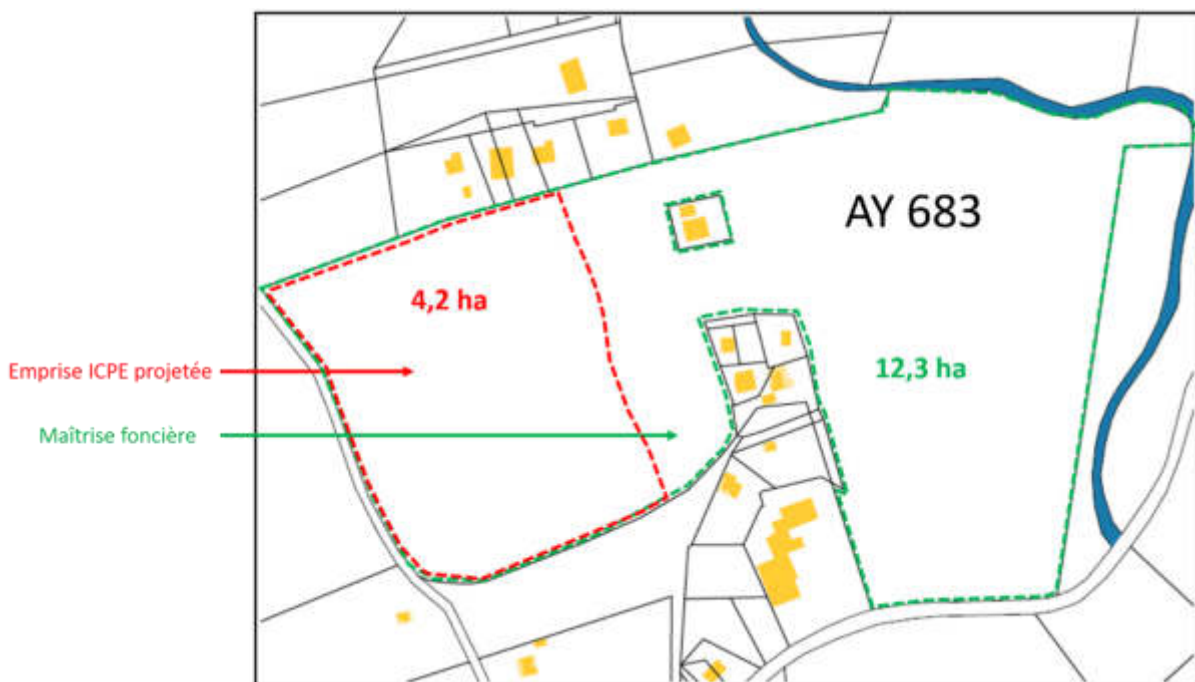 AY 683
4,2 ha
Emprise ICPE projetée
12,3 ha
Maîtrise foncière